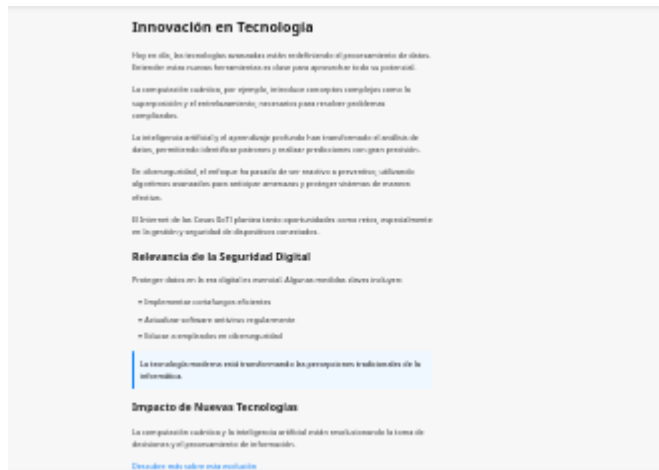 Innovación en Tecnología
Hoy en día, las tecnologías avanzadas están redefiniendo el procesamiento de datos.
Entender estas nuevas herramientas es clave para aprovechar todo su potencial.
La computación cuántica, por ejemplo, introduce conceptos complejos como la
superposición y el entrelazamiento, necesarios para resolver problemas
complicados.
La inteligencia artificial y el aprendizaje profundo han transformado el análisis de
datos, permitiendo identificar patrones y realizar predicciones con gran precisión.
En ciberseguridad, el enfoque ha pasado de ser reactivo a preventivo, utilizando
algoritmos avanzados para anticipar amenazas y proteger sistemas de manera
efectiva.
El Internet de las Cosas (IoT) plantea tanto oportunidades como retos, especialmente
en la gestión y seguridad de dispositivos conectados.
Relevancia de la Seguridad Digital
Proteger datos en la era digital es esencial. Algunas medidas claves incluyen:
Implementar cortafuegos eficientes
Actualizar software antivirus regularmente
Educar a empleados en ciberseguridad
La tecnología moderna está transformando las percepciones tradicionales de la
informática.
Impacto de Nuevas Tecnologías
La computación cuántica y la inteligencia artificial están revolucionando la toma de
decisiones y el procesamiento de información.
Descubre más sobre esta evolución